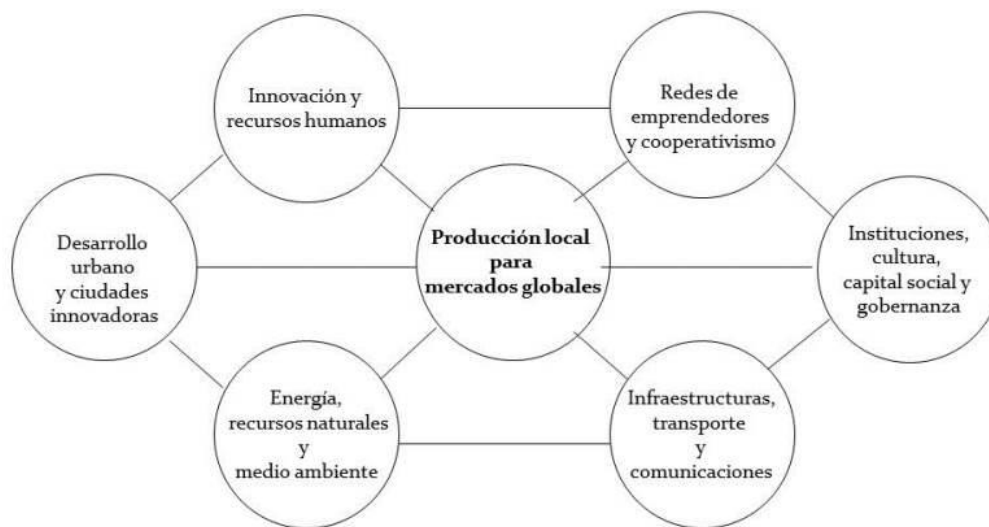 Innovación y
recursos humanos
Redes de
emprendedores
y cooperativismo
Desarrollo
urbano
y ciudades
innovadoras
Producción local
para
mercados globales
Instituciones,
cultura,
capital social y
gobernanza
Energía,
recursos naturales
y
medio ambiente
Infraestructuras,
transporte
y
comunicaciones